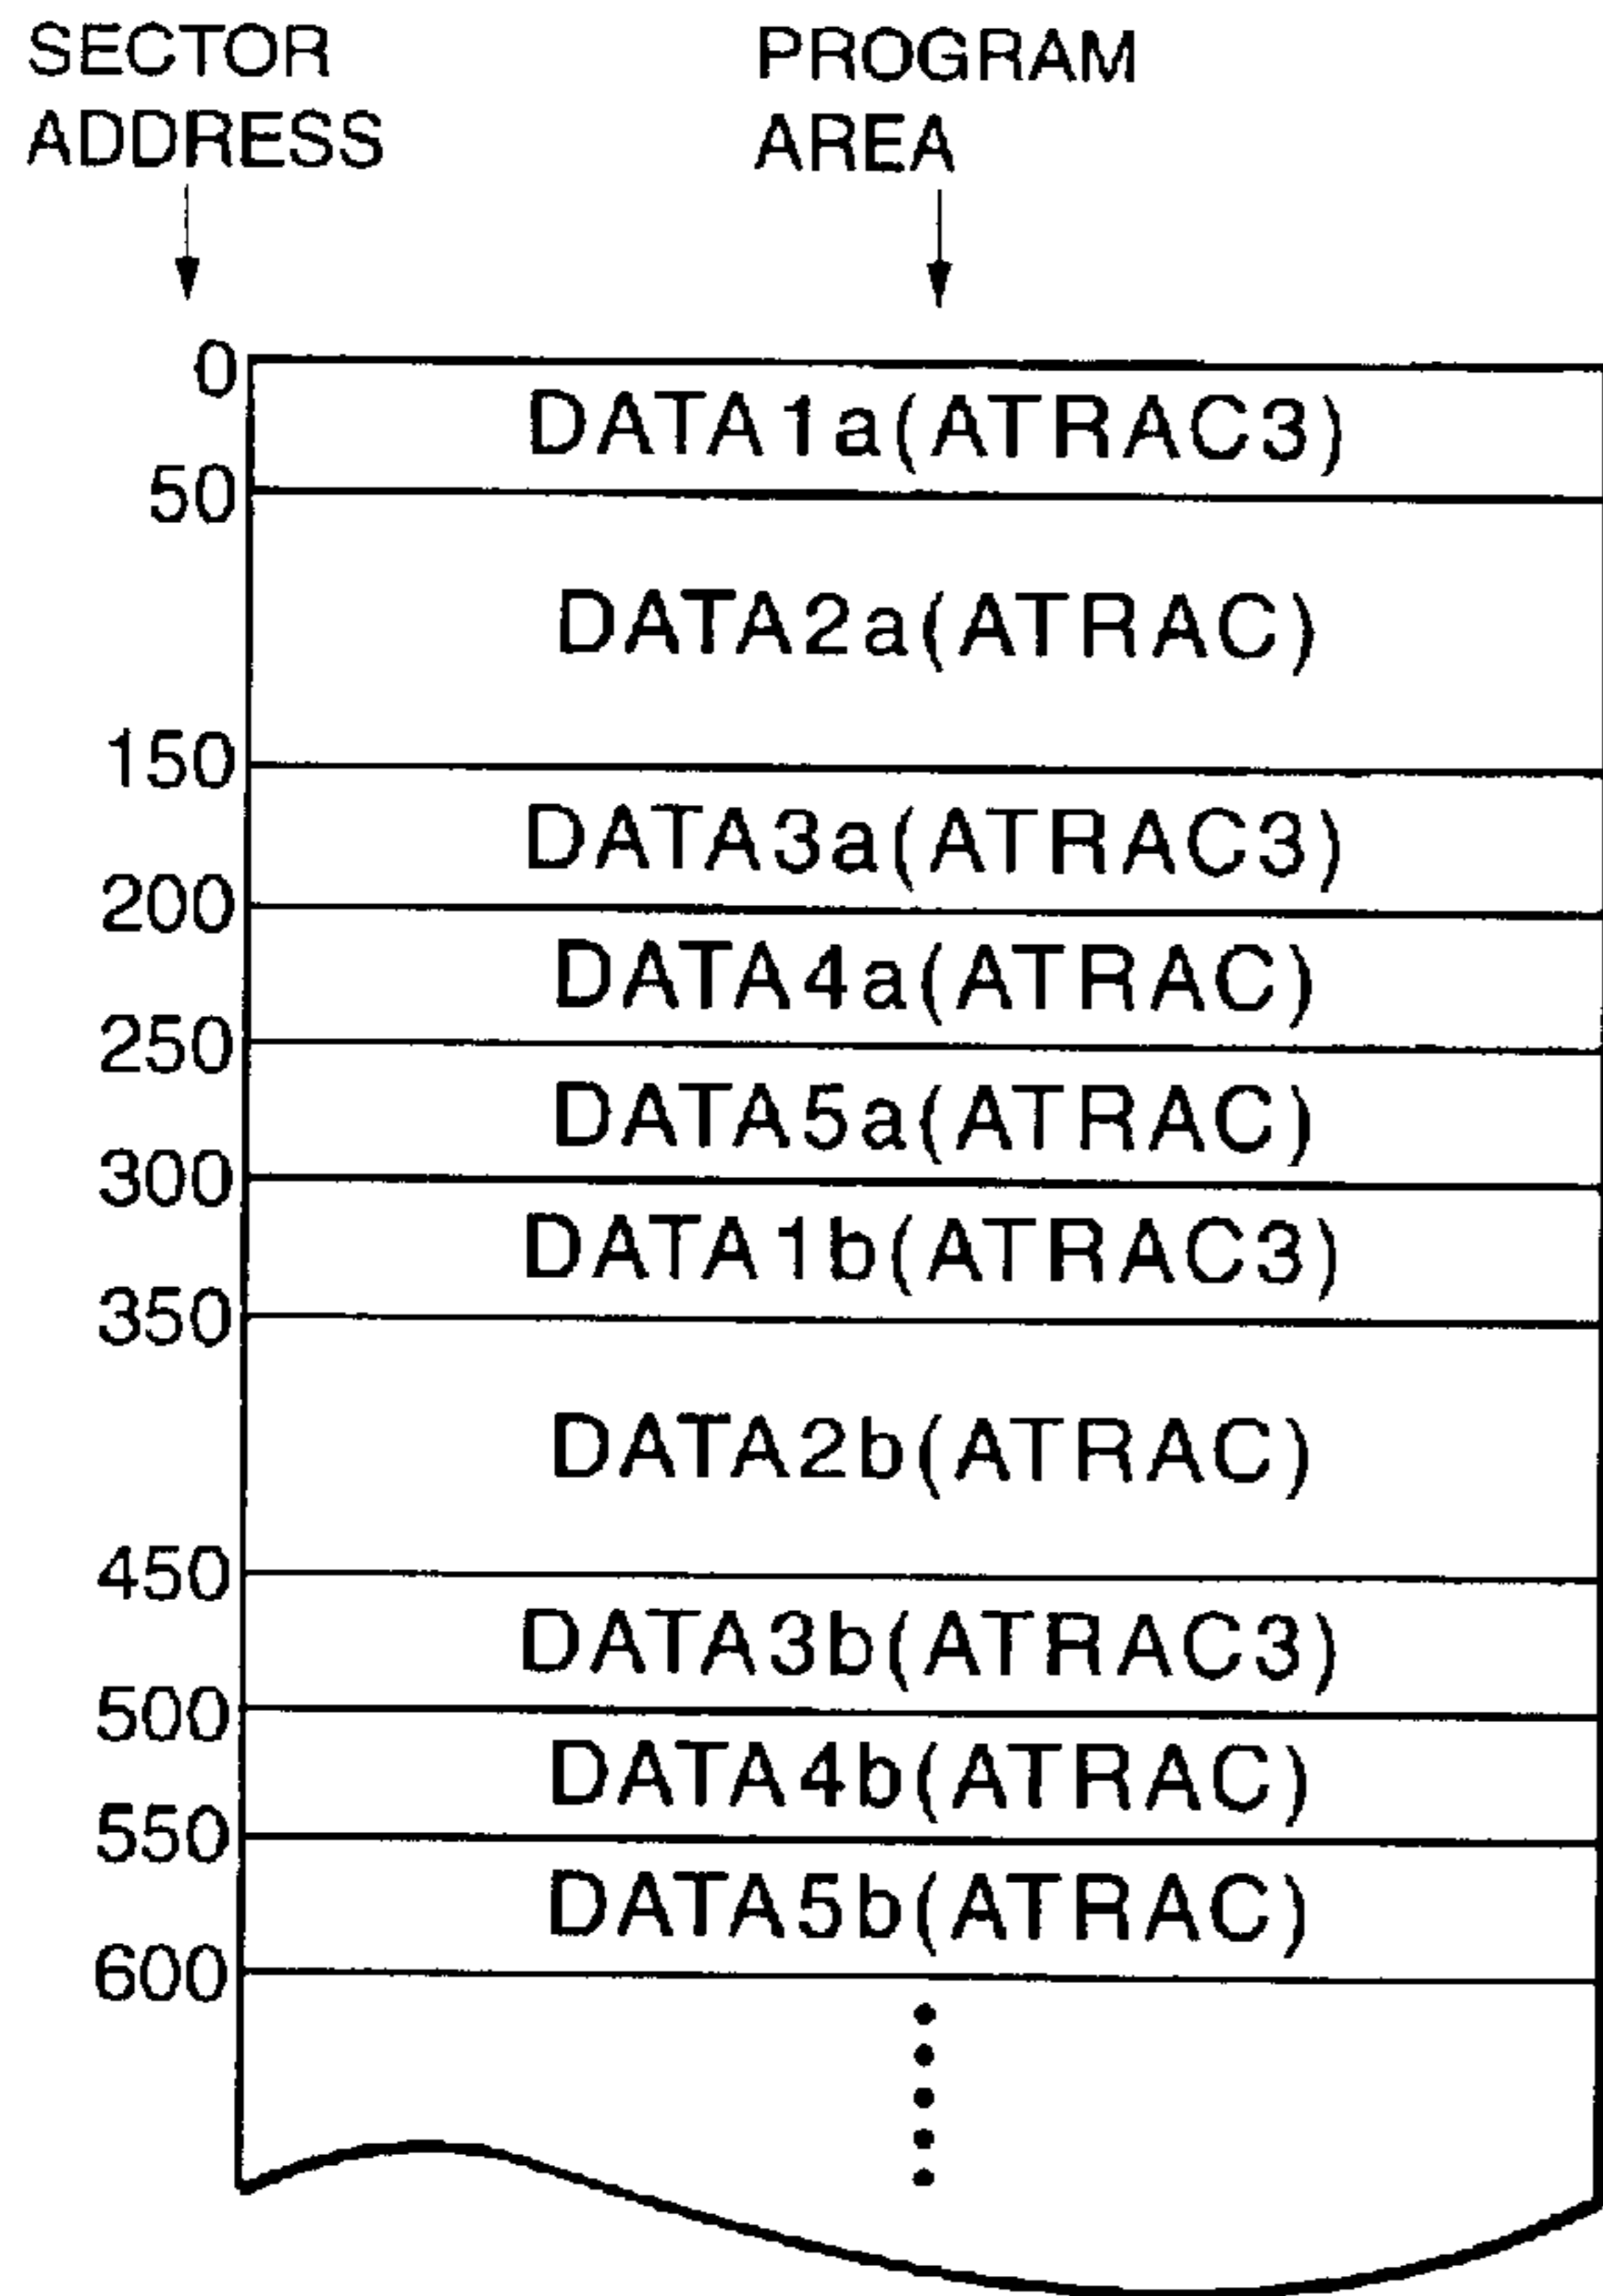 SECTOR
ADDRESS
PROGRAM
AREA
0
DATA1a(ATRAC3)
50
DATA2a(ATRAC)
150
DATA3a(ATRAC3)
200
DATA4a(ATRAC)
250
DATA5a(ATRAC)
300
DATA1b(ATRAC3)
350
DATA2b(ATRAC)
450
DATA3b(ATRAC3)
500
DATA4b(ATRAC)
550
DATA5b(ATRAC)
600